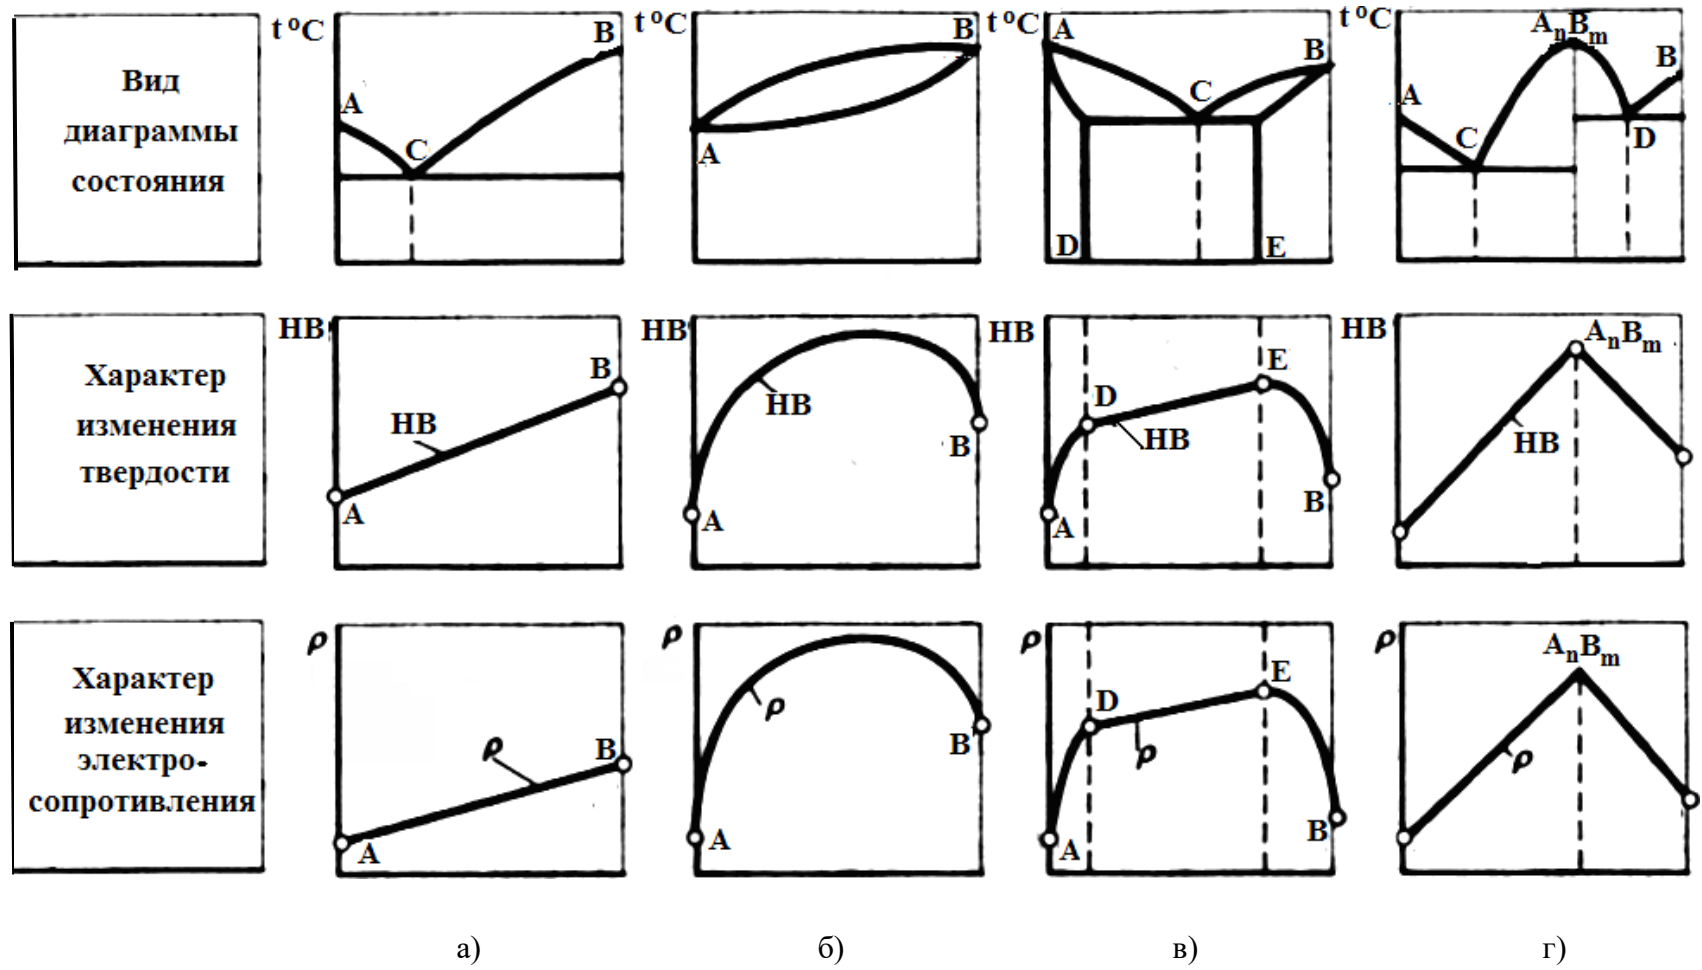 Вид
диаграммы
состояния
t °C
A
C
B
t °C
A
B
t °C
A
C
B
D
E
t °C
A
C
AnBm
D
B
Характер
изменения
твердости
HB
HB
A
B
HB
HB
A
B
HB
A
D
HB
E
B
HB
HB
AnBm
Характер
изменения
электро-
сопротивления
ρ
ρ
A
B
ρ
ρ
A
B
ρ
A
D
ρ
E
B
ρ
ρ
AnBm
а)
б)
в)
г)